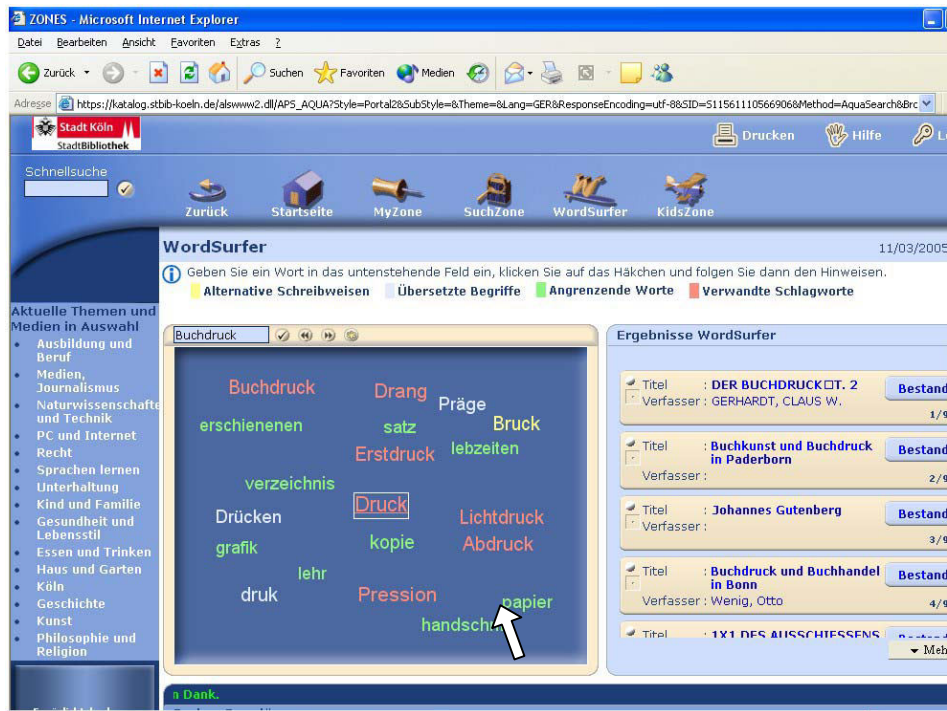 ZONES - Microsoft Internet Explorer
Datei Bearbeiten Ansicht Favoriten Extras ?
Zurück Suchen Favoriten Medien
Adresse https://katalog.stbib-koeln.de/alswww2.dll/APS_AQUA?Style=Portal2&SubStyle=&Theme=&Lang=GER&ResponseEncoding=utf-8&SID=S115611105669068&Method=AquaSearch&Brc
Stadt Köln
StadtBibliothek
Drucken Hilfe
Schnellsuche
Zurück Startseite MyZone SuchZone WordSurfer KidsZone
WordSurfer 11/03/2005
Geben Sie ein Wort in das untenstehende Feld ein, klicken Sie auf das Häkchen und folgen Sie dann den Hinweisen.
Alternative Schreibweisen Übersetzte Begriffe Angrenzende Worte Verwandte Schlagworte
Aktuelle Themen und
Medien in Auswahl
Ausbildung und
Beruf
Medien,
Journalismus
Naturwissenschafte
und Technik
PC und Internet
Recht
Sprachen lernen
Unterhaltung
Kind und Familie
Gesundheit und
Lebensstil
Essen und Trinken
Haus und Garten
Köln
Geschichte
Kunst
Philosophie und
Religion
Buchdruck
Buchdruck Drang
Präge
erschienenen satz Bruck
Erstdruck lebzeiten
verzeichnis
Druck
Drücken Lichtdruck
grafik kopie Abdruck
lehr
druk Pression papier
Ergebnisse WordSurfer
Titel : DER BUCHDRUCK□T. 2 Bestand
Verfasser : GERHARDT, CLAUS W.
1/9
Titel : Buchkunst und Buchdruck Bestand
in Paderborn
Verfasser :
2/9
Titel : Johannes Gutenberg Bestand
Verfasser :
3/9
Titel : Buchdruck und Buchhandel Bestand
in Bonn
Verfasser : Wenig, Otto
4/9
Titel : 1X1 DES AUSSCHIESSENS
Meh
n Dank.